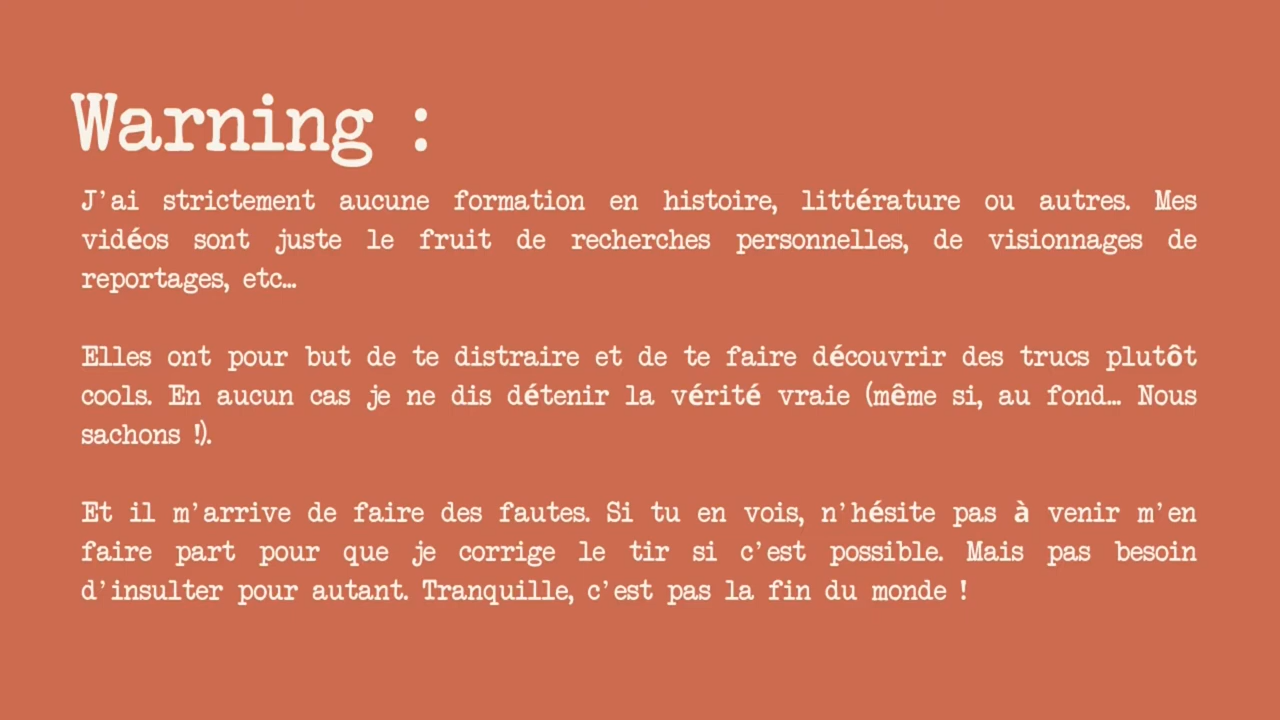 Warning :
J'ai strictement aucune formation en histoire, littérature ou autres. Mes
vidéos sont juste le fruit de recherches personnelles, de visionnages de
reportages, etc…
Elles ont pour but de te distraire et de te faire découvrir des trucs plutôt
cools. En aucun cas je ne dis détenir la vérité vraie (même si, au fond… Nous
sachons !).
Et il m'arrive de faire des fautes. Si tu en vois, n'hésite pas à venir m'en
faire part pour que je corrige le tir si c'est possible. Mais pas besoin
d'insulter pour autant. Tranquille, c'est pas la fin du monde !